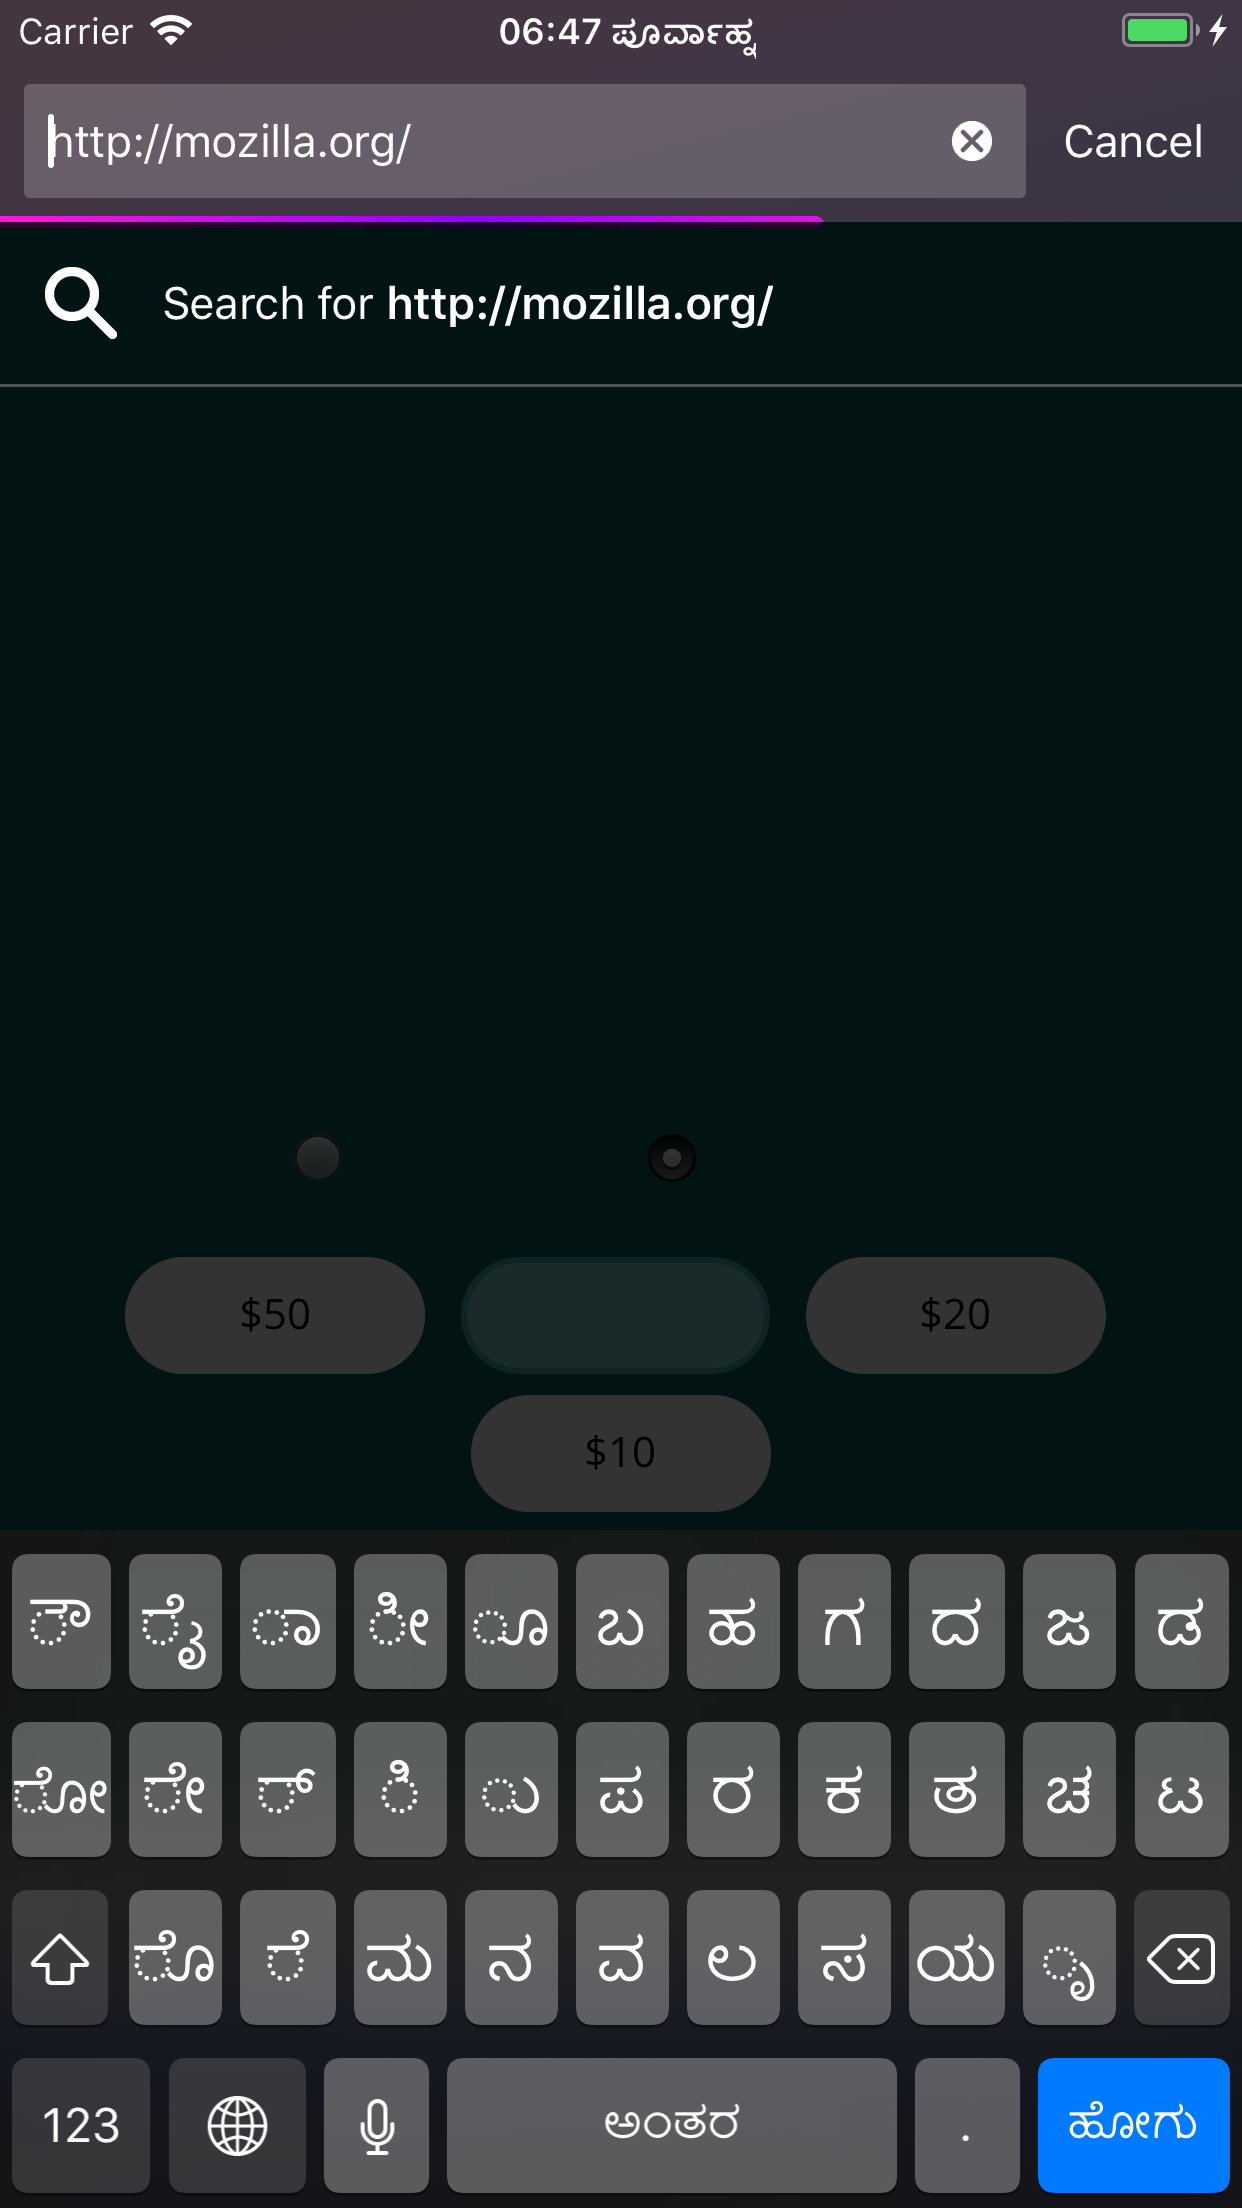 Carrier 06:47 ಪೂರ್ವಾಹ್ನ
http://mozilla.org/ Cancel
Search for http://mozilla.org/
$50 $20
$10
ೌ ೈ ಾ ೀ ೂ ಬ ಹ ಗ ದ ಜ ಡ
ೋ ೇ ್ ಿ ು ಪ ರ ಕ ತ ಚ ಟ
ೊ ೆ ಮ ನ ವ ಲ ಸ ಯ ೃ
123 ಅಂತರ . ಹೋಗು